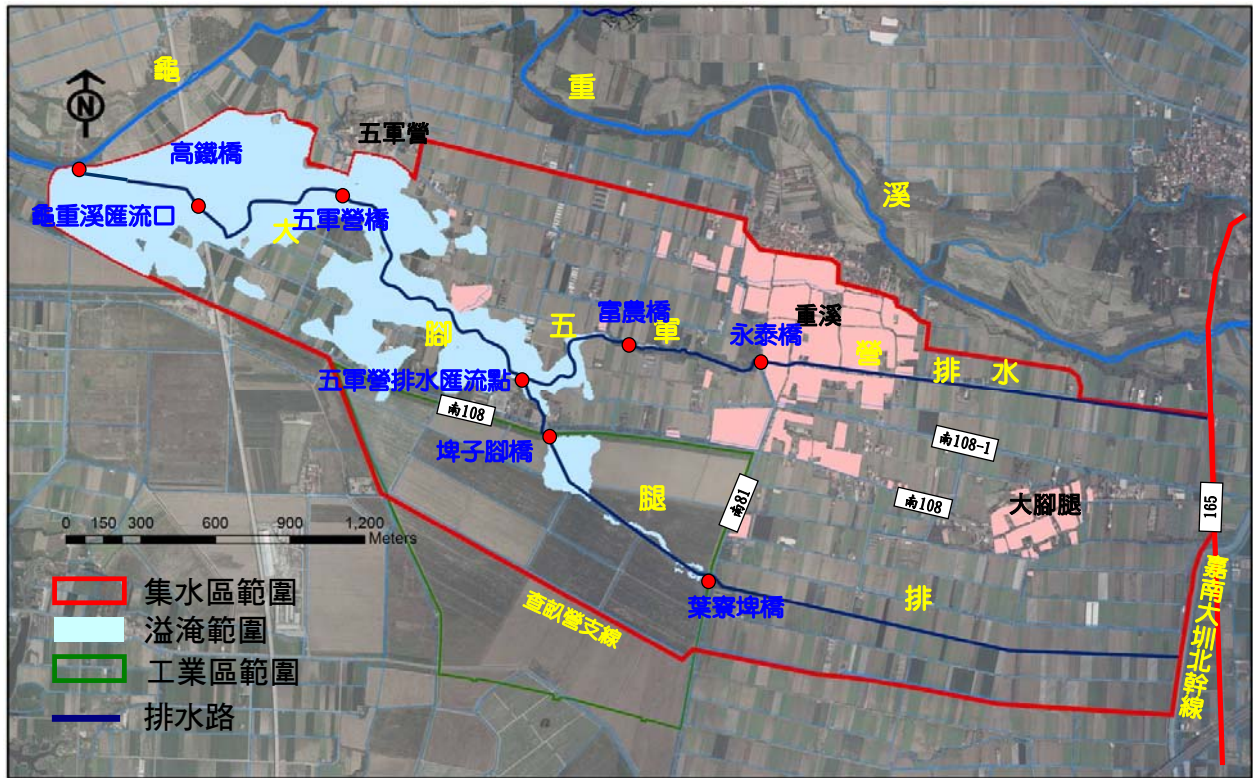 龜
重
溪
N
五軍營
高鐵橋
龜重溪匯流口
五軍營橋
大
腳
五
軍
營
排
水
富農橋
永泰橋
重溪
五軍營排水匯流點
南108
埤子腳橋
南108-1
腿
南81
南108
大腳腿
165
排
葉寮埤橋
查畝營支線
嘉南大圳北幹線
0 150 300 600 900 1,200
Meters
集水區範圍
溢淹範圍
工業區範圍
排水路